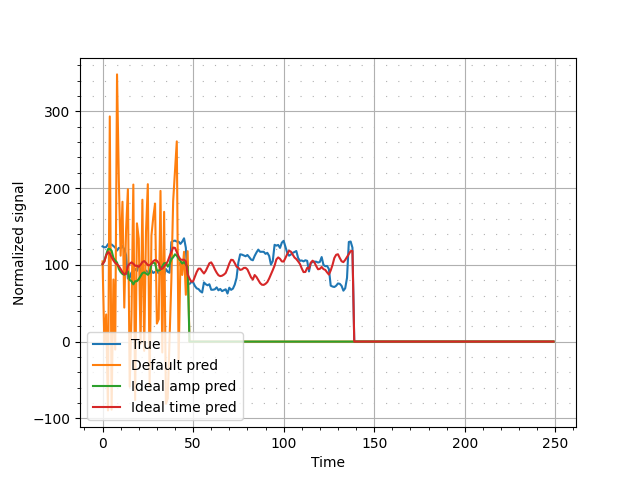 300
200
100
0
−100
Normalized signal
True
Default pred
Ideal amp pred
Ideal time pred
0
50
100
150
200
250
Time